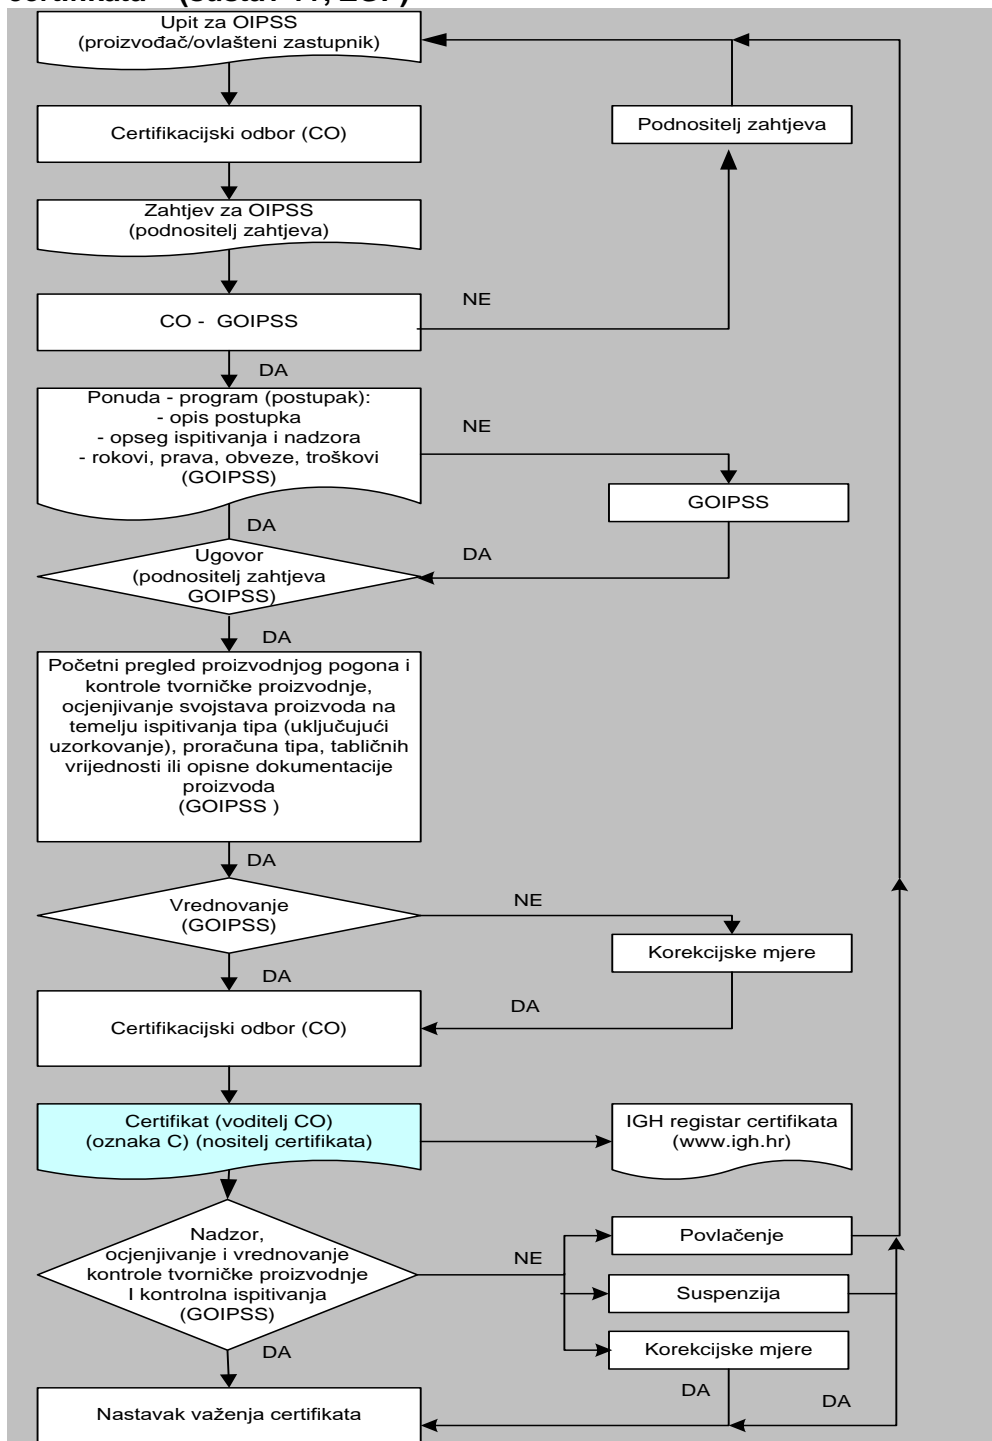 Upit za OIPSS
(proizvođač/ovlašteni zastupnik)
Certifikacijski odbor (CO)
Podnositelj zahtjeva
Zahtjev za OIPSS
(podnositelj zahtjeva)
CO - GOIPSS
NE
DA
Ponuda - program (postupak):
- opis postupka
- opseg ispitivanja i nadzora
- rokovi, prava, obveze, troškovi
(GOIPSS)
NE
GOIPSS
DA
DA
Ugovor
(podnositelj zahtjeva
GOIPSS)
DA
Početni pregled proizvodnjog pogona i
kontrole tvorničke proizvodnje,
ocjenjivanje svojstava proizvoda na
temelju ispitivanja tipa (uključujući
uzorkovanje), proračuna tipa, tabličnih
vrijednosti ili opisne dokumentacije
proizvoda
(GOIPSS )
DA
Vrednovanje
(GOIPSS)
NE
Korekcijske mjere
DA
DA
Certifikacijski odbor (CO)
Certifikat (voditelj CO)
(oznaka C) (nositelj certifikata)
IGH registar certifikata
(www.igh.hr)
Nadzor,
ocjenjivanje i vrednovanje
kontrole tvorničke proizvodnje
I kontrolna ispitivanja
(GOIPSS)
NE
Povlačenje
Suspenzija
Korekcijske mjere
DA
DA
DA
Nastavak važenja certifikata